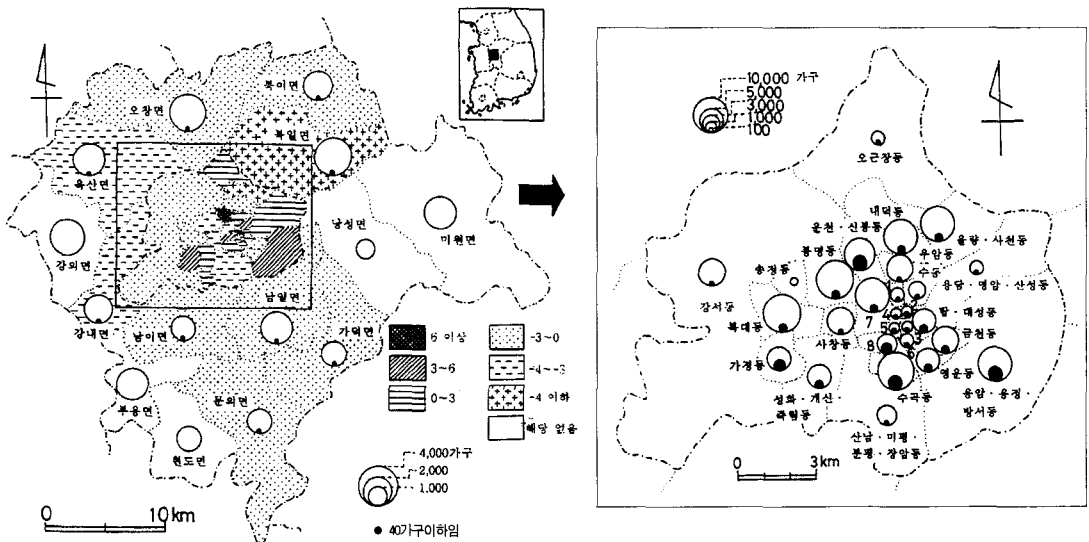 북이면
오창면
북일면
옥산면
낭성면
미원면
강외면
남일면
강내면
남이면
가덕면
부용면
문의면
현도면
6 이상
3~6
0~3
-3~0
-4~-3
-4 이하
해당 없음
4,000가구
2,000
1,000
0 10 km
● 40가구이하임
10,000 가구
5,000
3,000
1,000
100
오근장동
내덕동
운천·신봉동
율량·사천동
봉명동
우암동
수동
송정동
용담·명암·산성동
강서동
탑·대성동
복대동
7
4
5
8
금천동
사창동
가경동
영운동
수곡동
용암·용정·
방서동
성화·개신·
죽림동
산남·미평·
분평·장암동
0 3 km